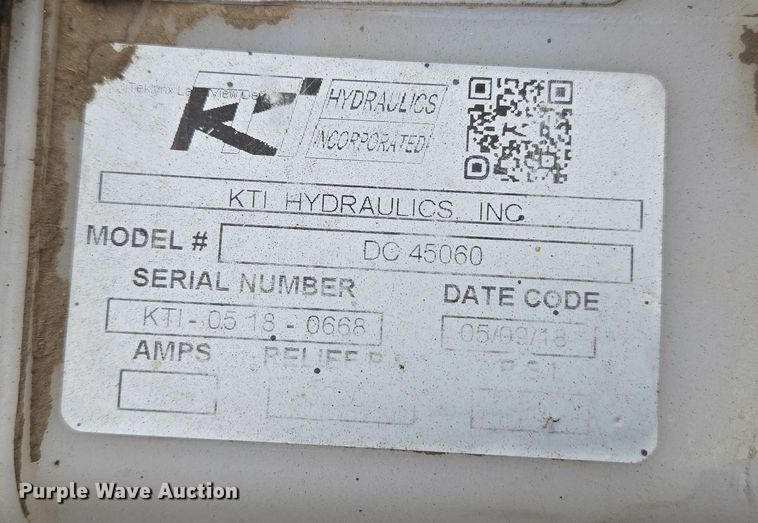 KTI HYDRAULICS
INCORPORATED
KTI HYDRAULICS, INC
MODEL # DC 45060
SERIAL NUMBER DATE CODE
KTI - 05 18 - 0668 05/09/18
AMPS RELIEF P.S.I.
Purple Wave Auction